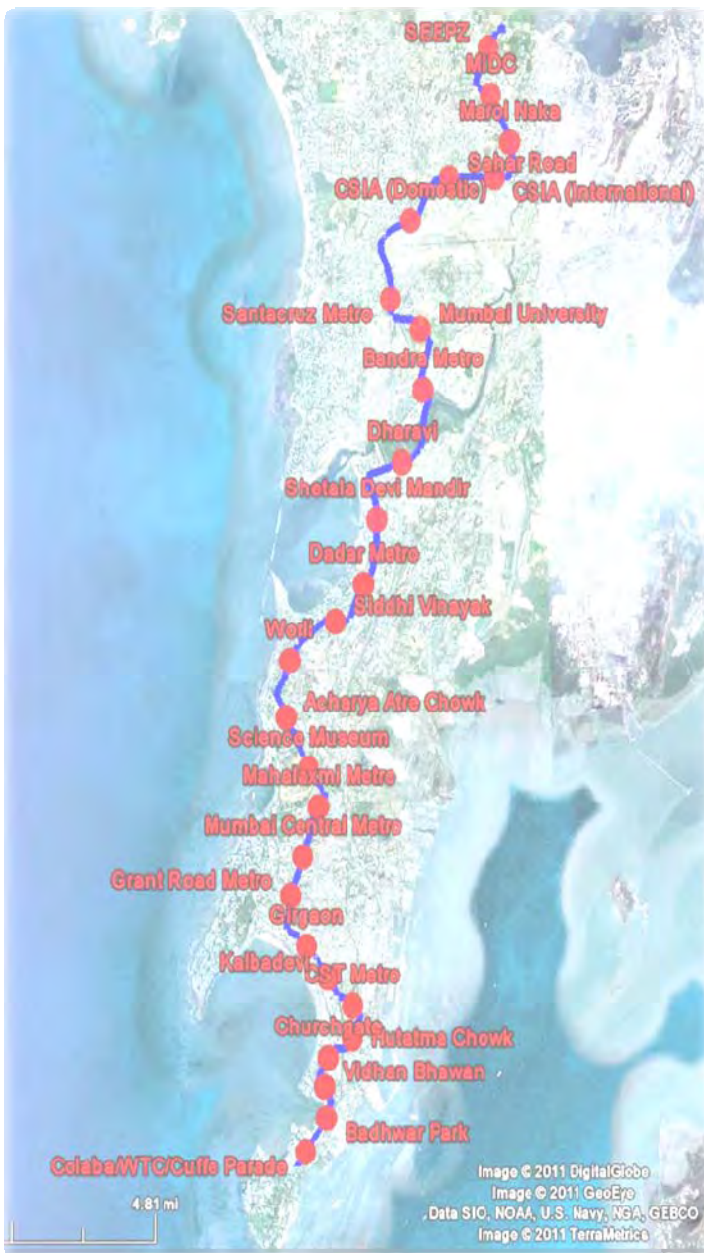 SEEPZ
MIDC
Marol Naka
Sahar Road
CSIA (Domestic)
CSIA (International)
Santacruz Metro
Mumbai University
Bandra Metro
Dharavi
Shetala Devi Mandir
Dadar Metro
Siddhi Vinayak
Worli
Acharya Atre Chowk
Science Museum
Mahalaxmi Metro
Mumbai Central Metro
Grant Road Metro
Girgaon
Kalbadevi
CST Metro
Churchgate
Hutatma Chowk
Vidhan Bhawan
Badhwar Park
Colaba/WTC/Cuffe Parade
4.81 mi
Image © 2011 DigitalGlobe
Image © 2011 GeoEye
Data SIO, NOAA, U.S. Navy, NGA, GEBCO
Image © 2011 TerraMetrics